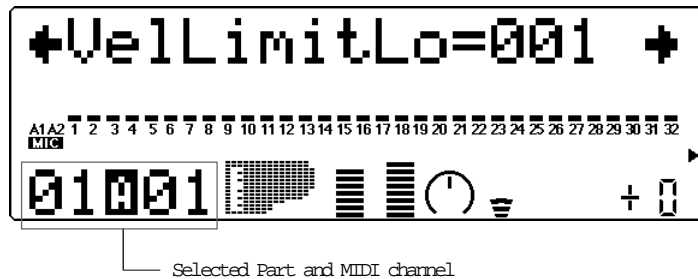 ←VelLimitLo=001 →
A1 A2 1 2 3 4 5 6 7 8 9 10 11 12 13 14 15 16 17 18 19 20 21 22 23 24 25 26 27 28 29 30 31 32
MIC
01A01 + 0
Selected Part and MIDI channel